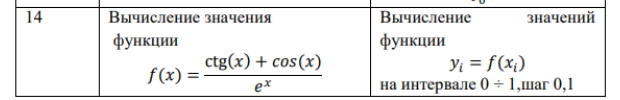 14
Вычисление значения
функции
f(x) = (ctg(x) + cos(x)) / e^x
Вычисление значений
функции
y_i = f(x_i)
на интервале 0 ÷ 1,шаг 0,1